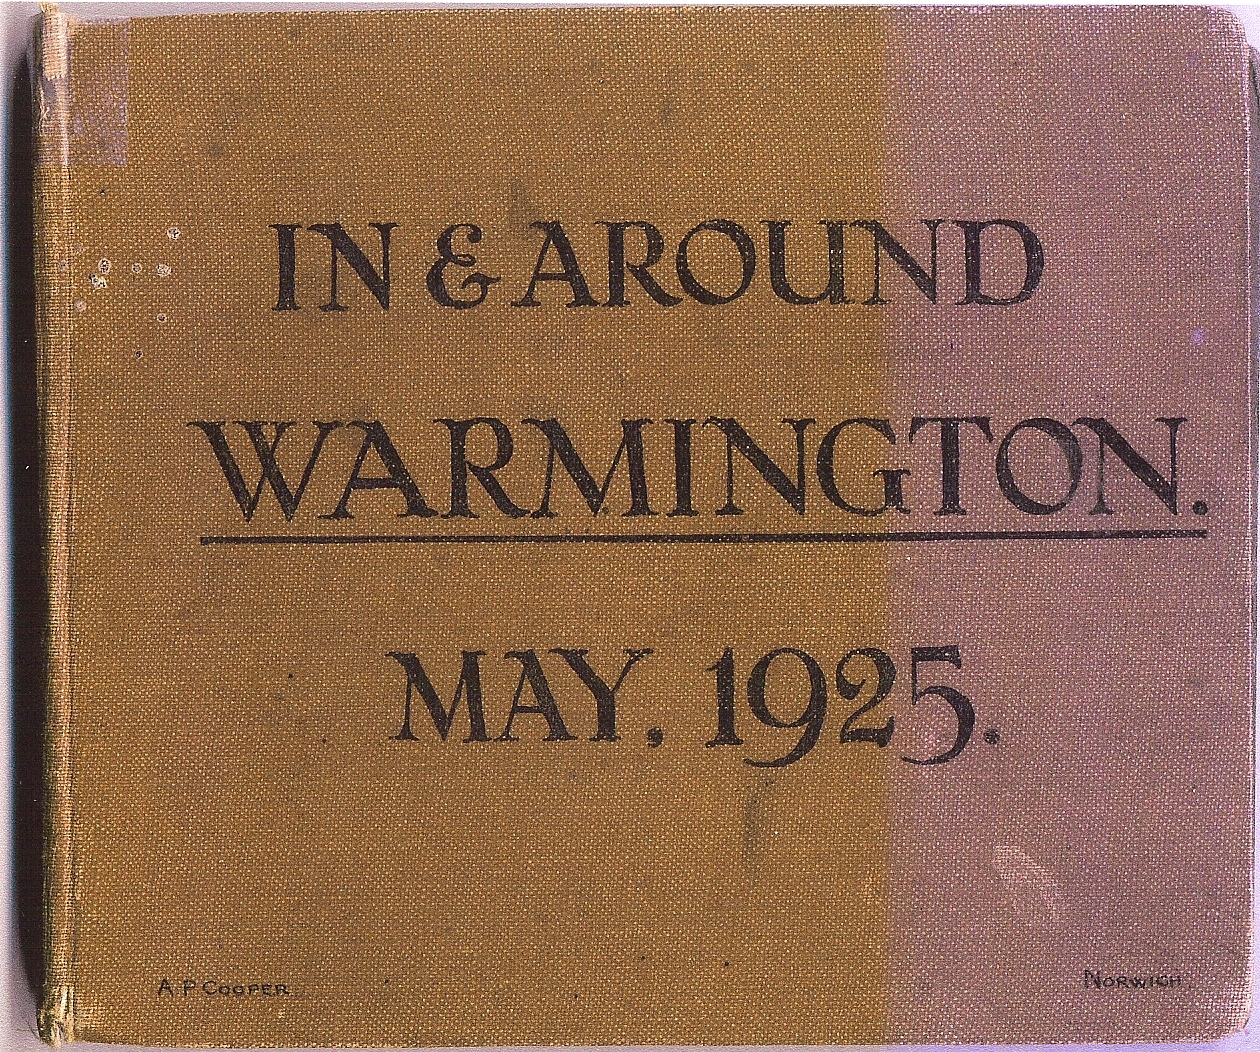 IN & AROUND
WARMINGTON.
MAY, 1925.
A P COOPER
NORWICH